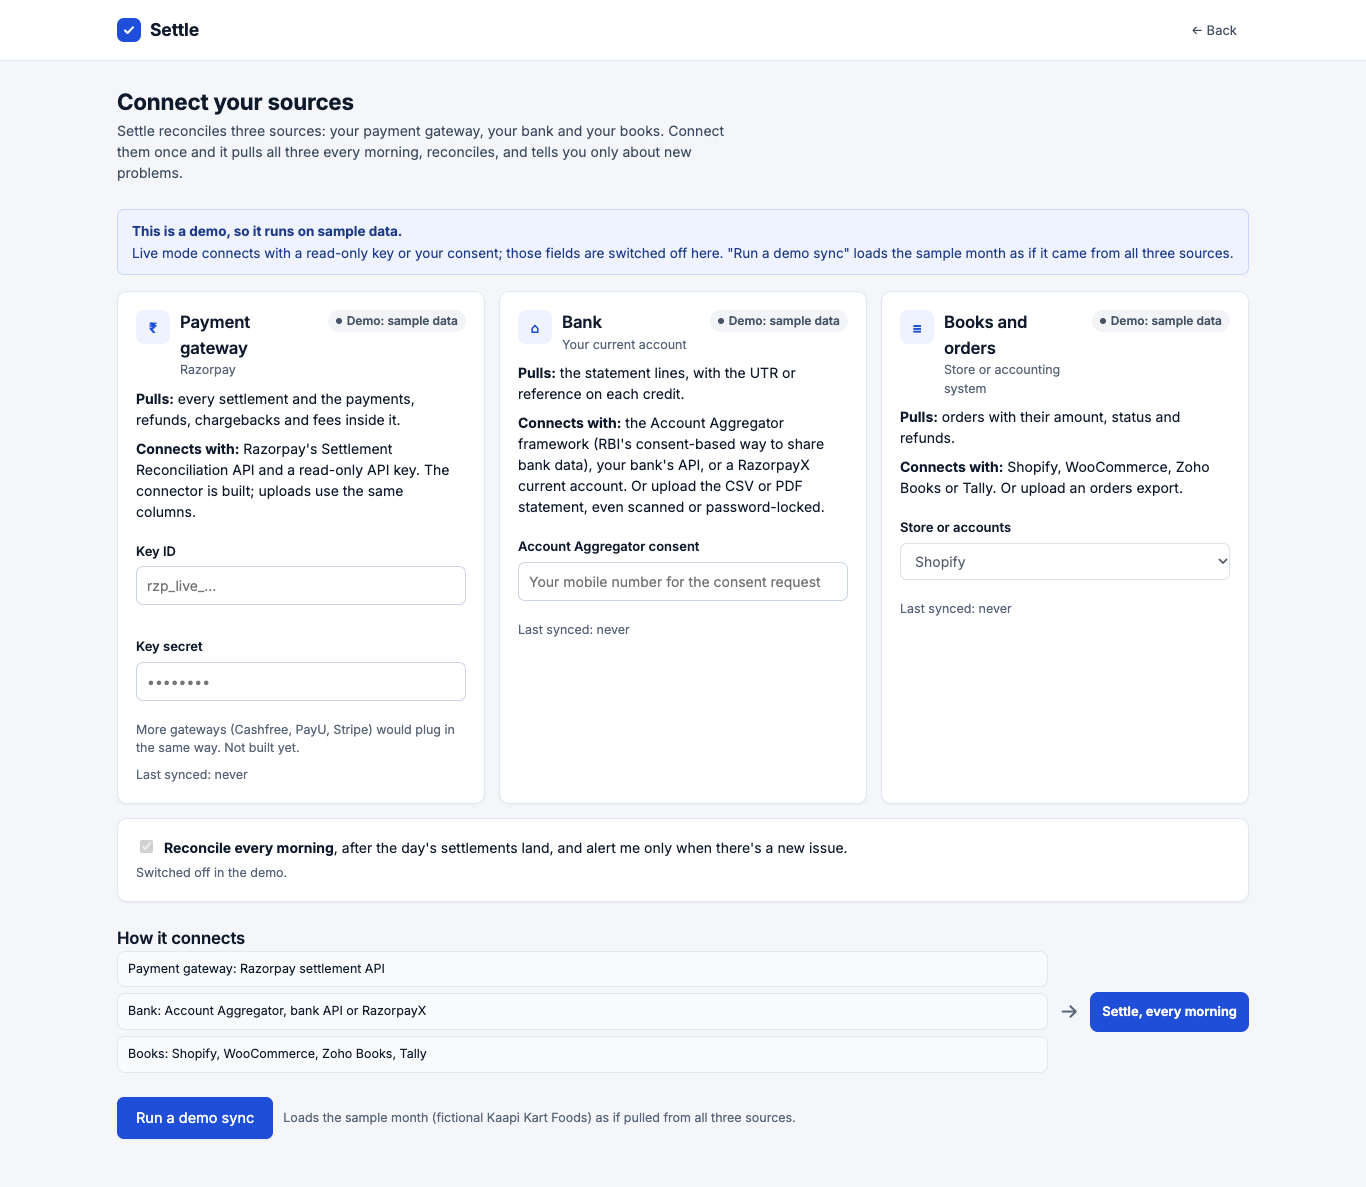 Settle
← Back
Connect your sources
Settle reconciles three sources: your payment gateway, your bank and your books. Connect
them once and it pulls all three every morning, reconciles, and tells you only about new
problems.
This is a demo, so it runs on sample data.
Live mode connects with a read-only key or your consent; those fields are switched off here. "Run a demo sync" loads the sample month as if it came from all three sources.
₹
Payment
gateway
Razorpay
● Demo: sample data
Pulls: every settlement and the payments,
refunds, chargebacks and fees inside it.
Connects with: Razorpay's Settlement
Reconciliation API and a read-only API key. The
connector is built; uploads use the same
columns.
Key ID
rzp_live_...
Key secret
••••••••
More gateways (Cashfree, PayU, Stripe) would plug in
the same way. Not built yet.
Last synced: never
⌂
Bank
Your current account
● Demo: sample data
Pulls: the statement lines, with the UTR or
reference on each credit.
Connects with: the Account Aggregator
framework (RBI's consent-based way to share
bank data), your bank's API, or a RazorpayX
current account. Or upload the CSV or PDF
statement, even scanned or password-locked.
Account Aggregator consent
Your mobile number for the consent request
Last synced: never
≡
Books and
orders
Store or accounting
system
● Demo: sample data
Pulls: orders with their amount, status and
refunds.
Connects with: Shopify, WooCommerce, Zoho
Books or Tally. Or upload an orders export.
Store or accounts
Shopify
Last synced: never
Reconcile every morning, after the day's settlements land, and alert me only when there's a new issue.
Switched off in the demo.
How it connects
Payment gateway: Razorpay settlement API
Bank: Account Aggregator, bank API or RazorpayX
Books: Shopify, WooCommerce, Zoho Books, Tally
→
Settle, every morning
Run a demo sync
Loads the sample month (fictional Kaapi Kart Foods) as if pulled from all three sources.